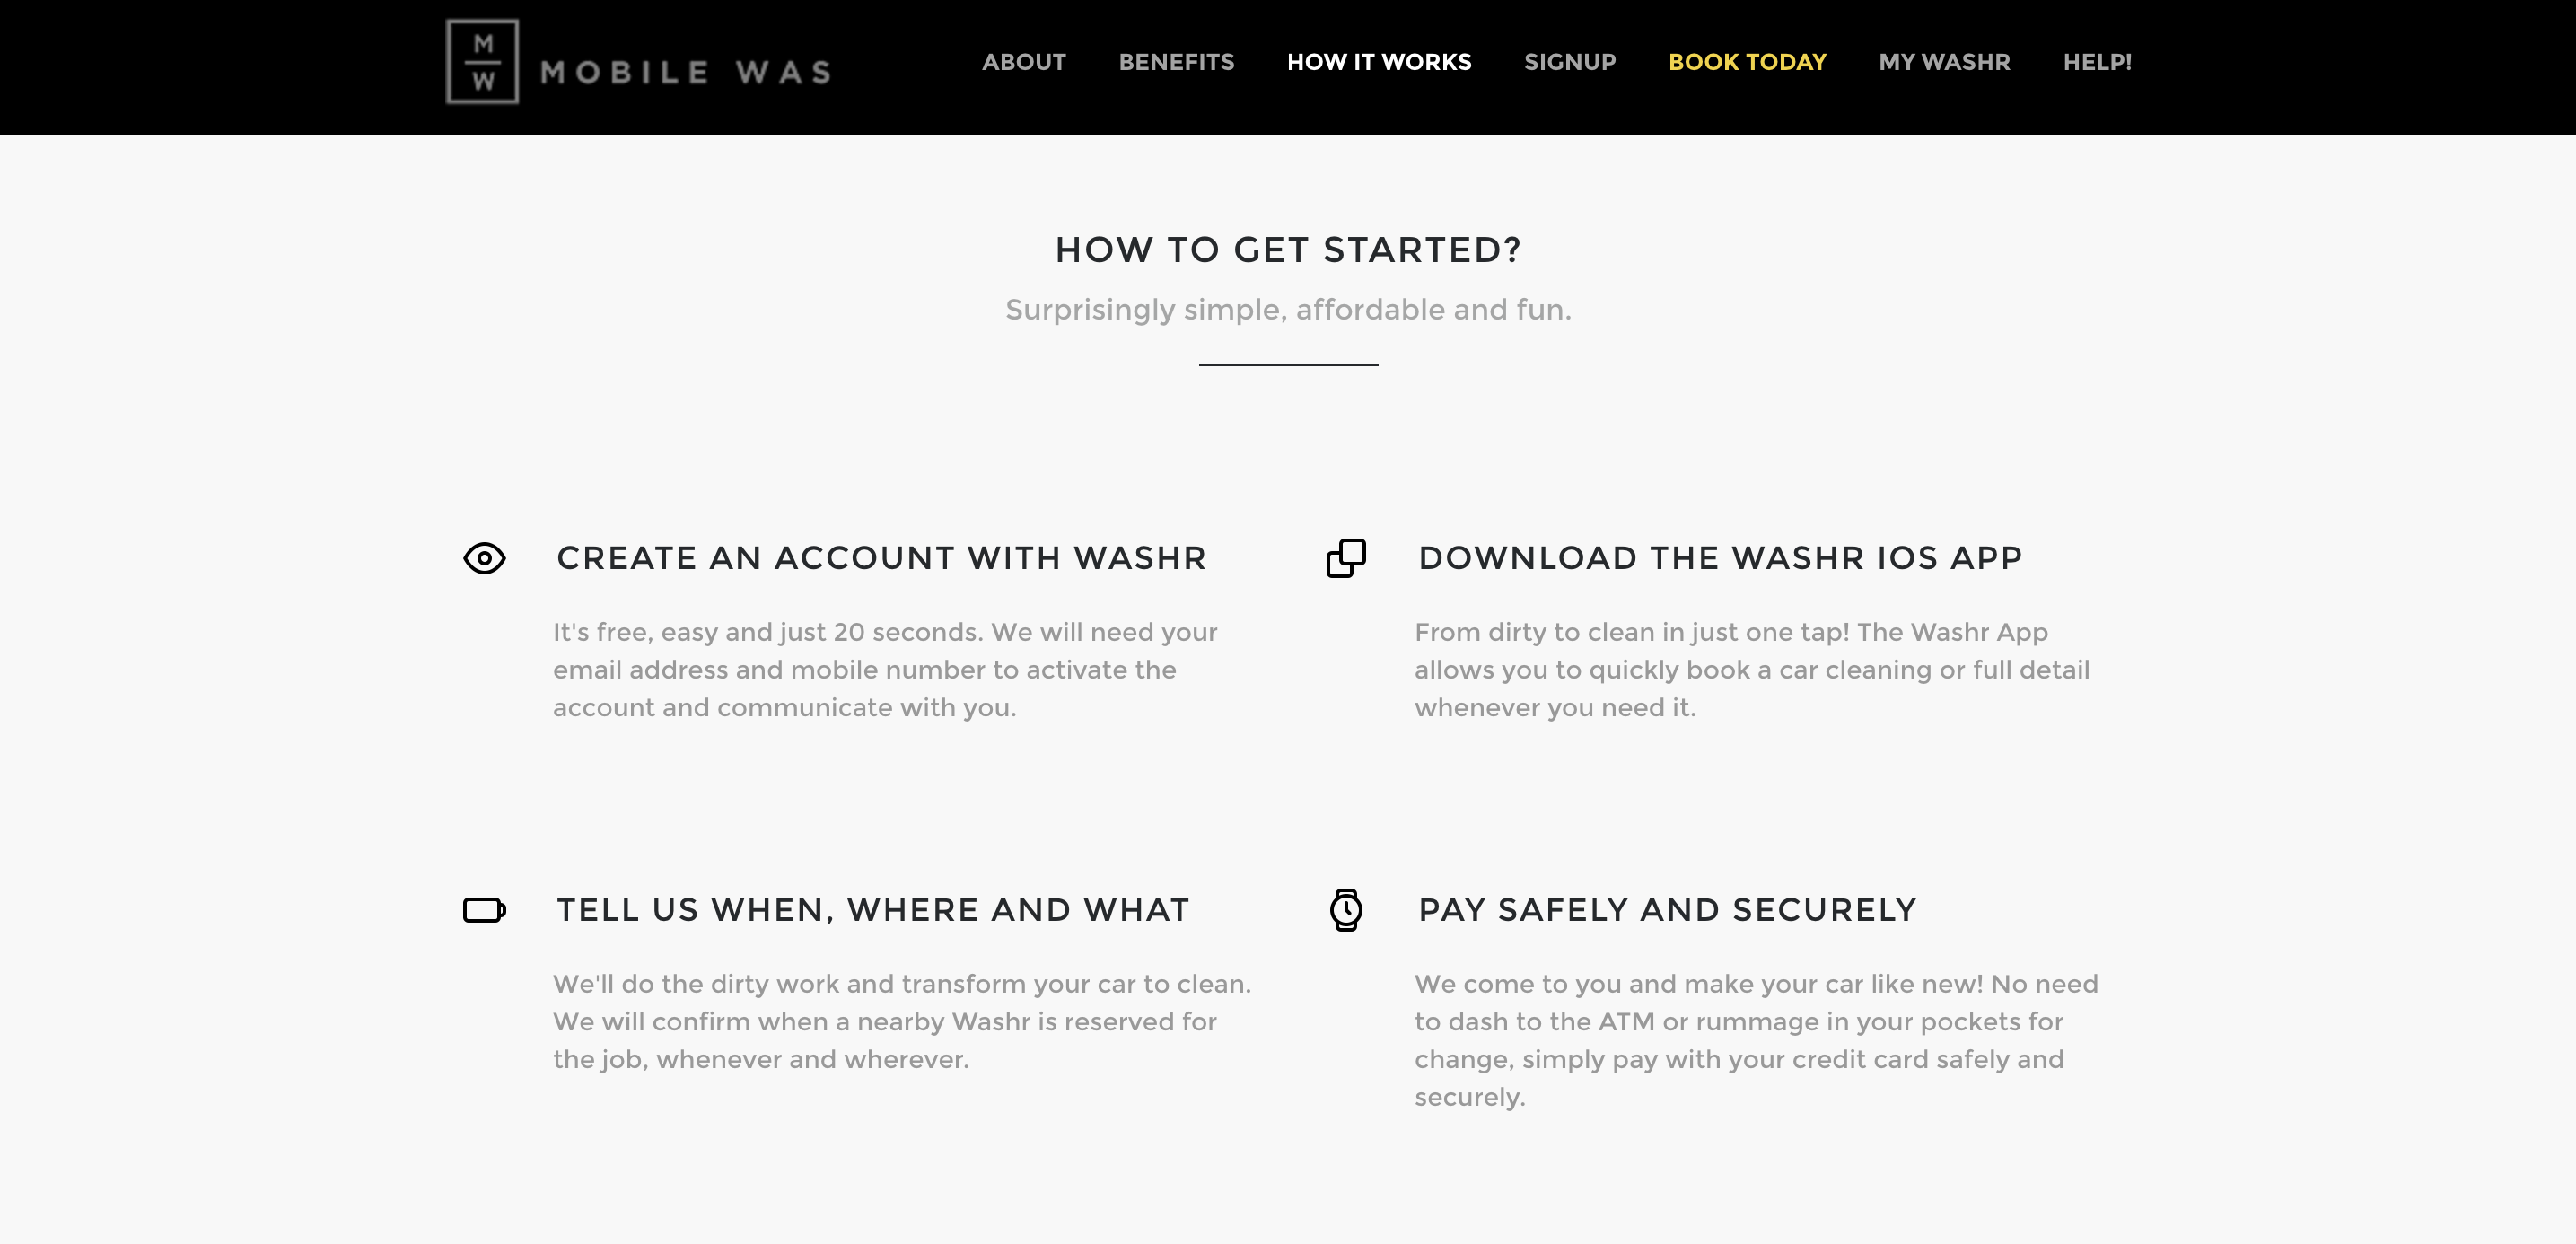 M
W
MOBILE WAS
ABOUT BENEFITS HOW IT WORKS SIGNUP BOOK TODAY MY WASHR HELP!
HOW TO GET STARTED?
Surprisingly simple, affordable and fun.
CREATE AN ACCOUNT WITH WASHR
It's free, easy and just 20 seconds. We will need your
email address and mobile number to activate the
account and communicate with you.
DOWNLOAD THE WASHR IOS APP
From dirty to clean in just one tap! The Washr App
allows you to quickly book a car cleaning or full detail
whenever you need it.
TELL US WHEN, WHERE AND WHAT
We'll do the dirty work and transform your car to clean.
We will confirm when a nearby Washr is reserved for
the job, whenever and wherever.
PAY SAFELY AND SECURELY
We come to you and make your car like new! No need
to dash to the ATM or rummage in your pockets for
change, simply pay with your credit card safely and
securely.